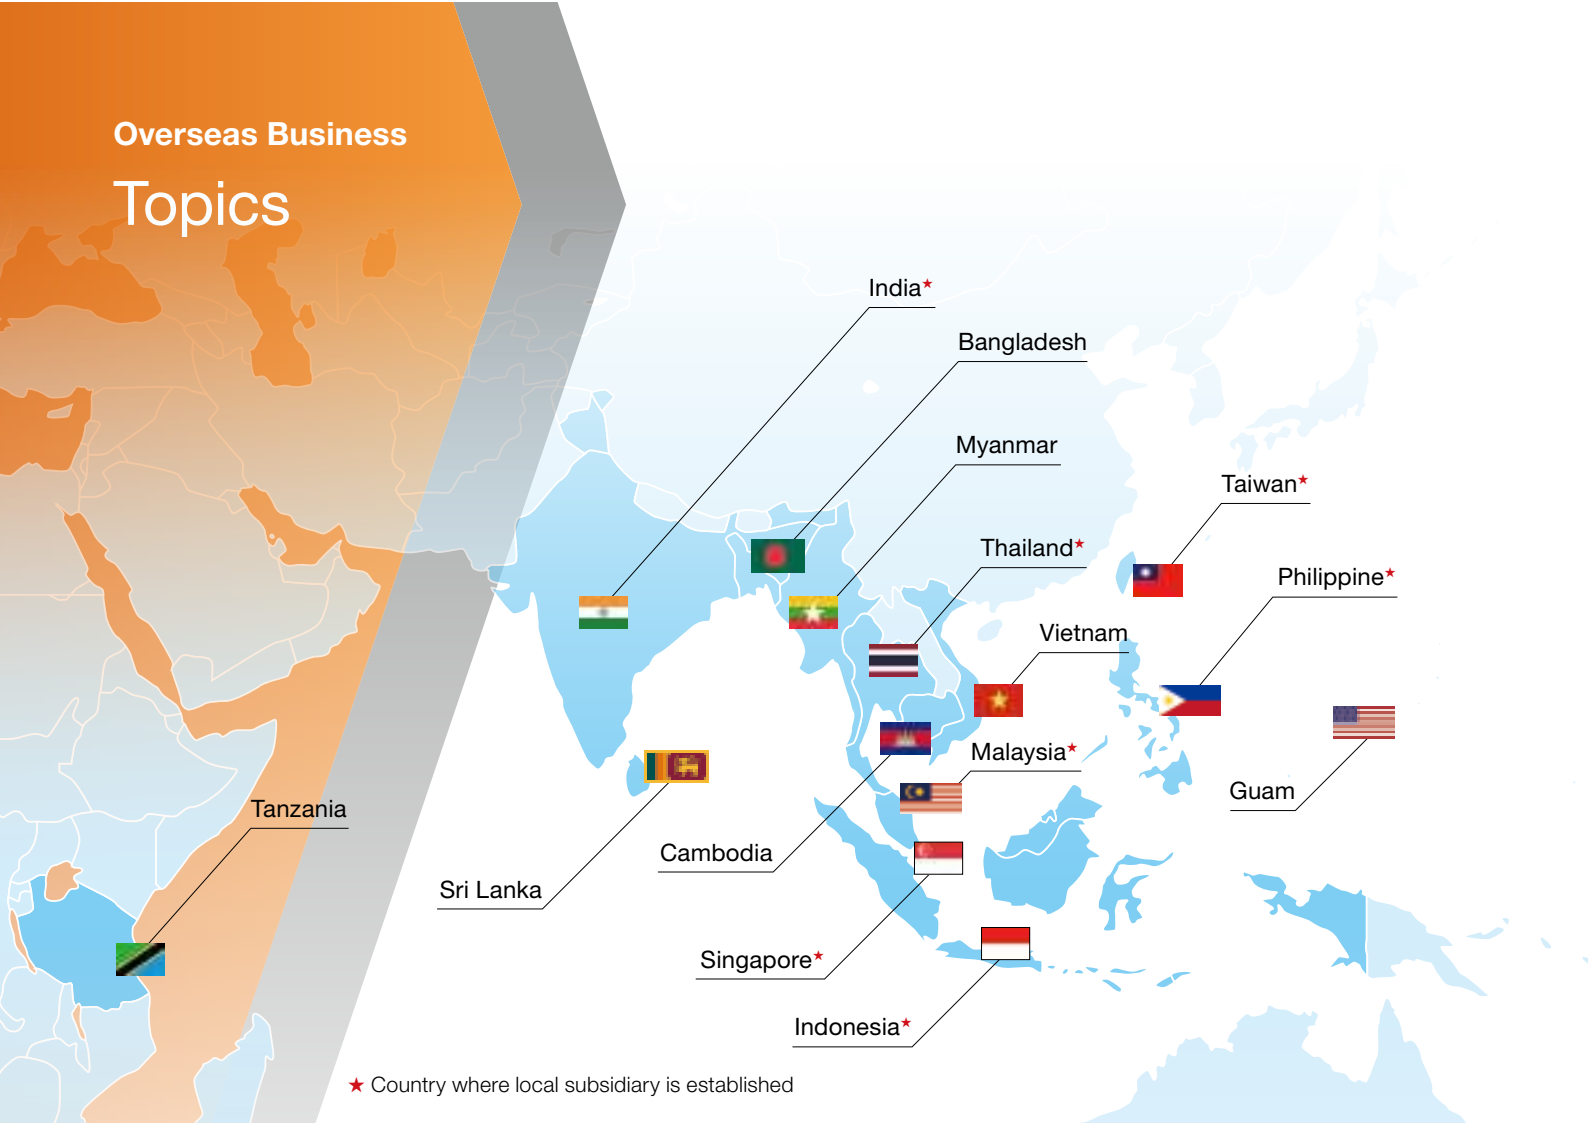 Overseas Business
Topics
India★
Bangladesh
Myanmar
Taiwan★
Thailand★
Philippine★
Vietnam
Malaysia★
Guam
Tanzania
Cambodia
Sri Lanka
Singapore★
Indonesia★
★ Country where local subsidiary is established